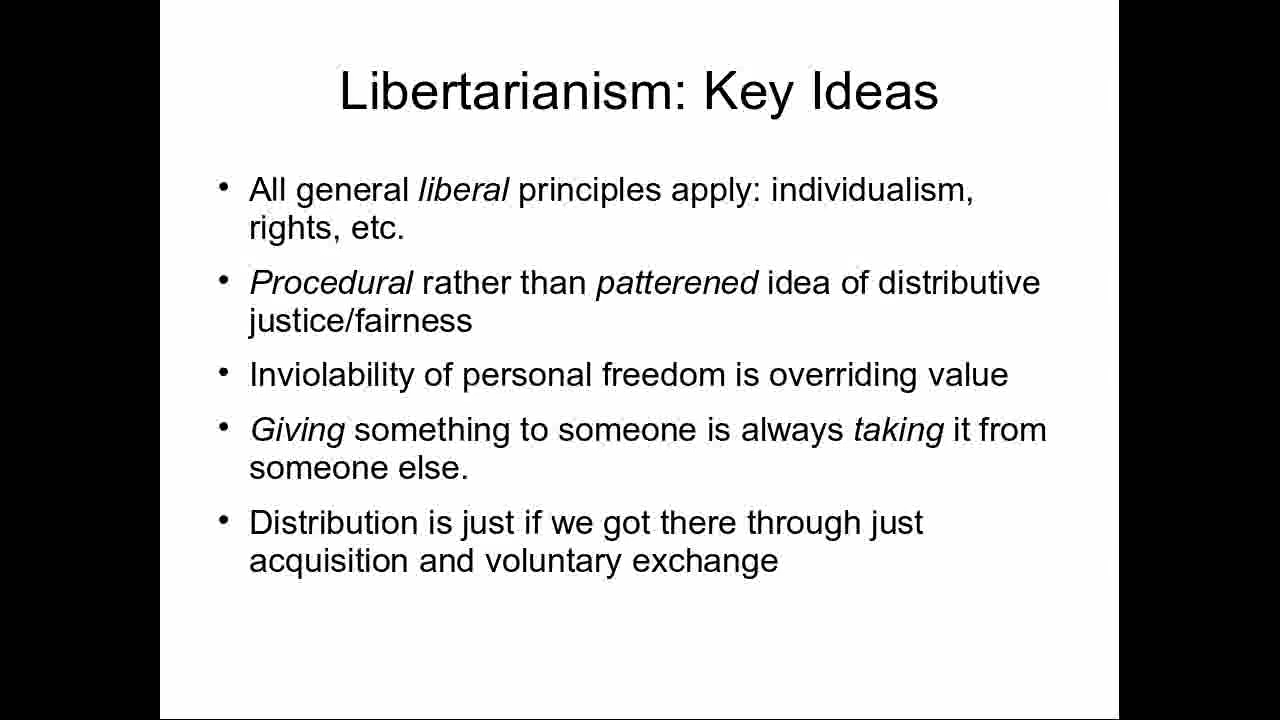 Libertarianism: Key Ideas
• All general liberal principles apply: individualism,
rights, etc.
• Procedural rather than patterened idea of distributive
justice/fairness
• Inviolability of personal freedom is overriding value
• Giving something to someone is always taking it from
someone else.
• Distribution is just if we got there through just
acquisition and voluntary exchange